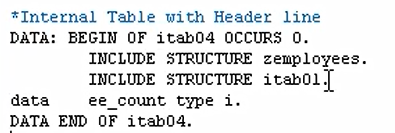 *Internal Table with Header line
DATA: BEGIN OF itab04 OCCURS 0.
INCLUDE STRUCTURE zemployees.
INCLUDE STRUCTURE itab01.
data ee_count type i.
DATA END OF itab04.